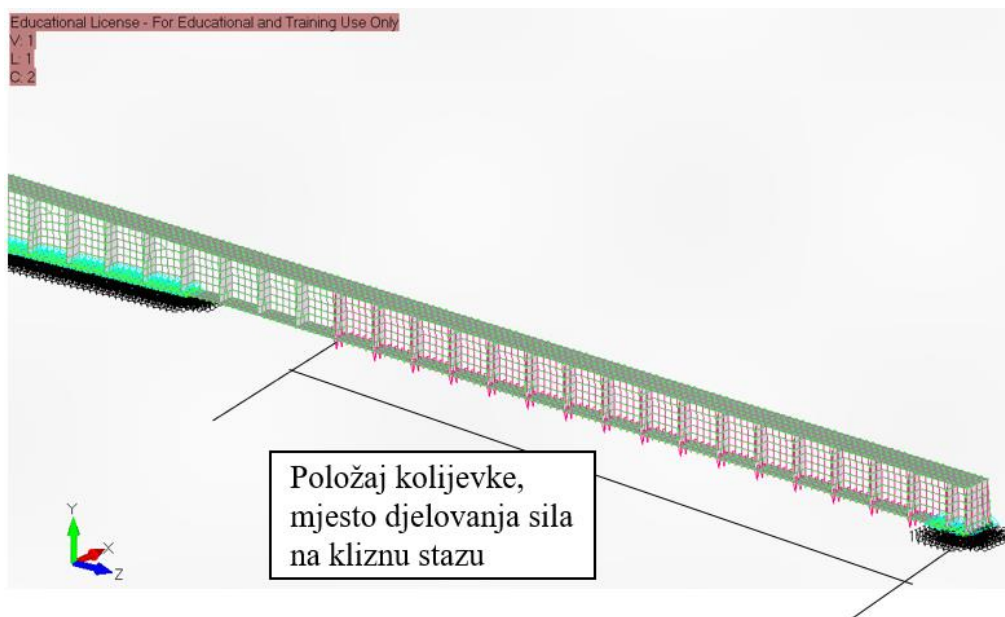 Educational License - For Educational and Training Use Only
V: 1
L: 1
C: 2
Položaj kolijevke,
mjesto djelovanja sila
na kliznu stazu
Y
X
Z